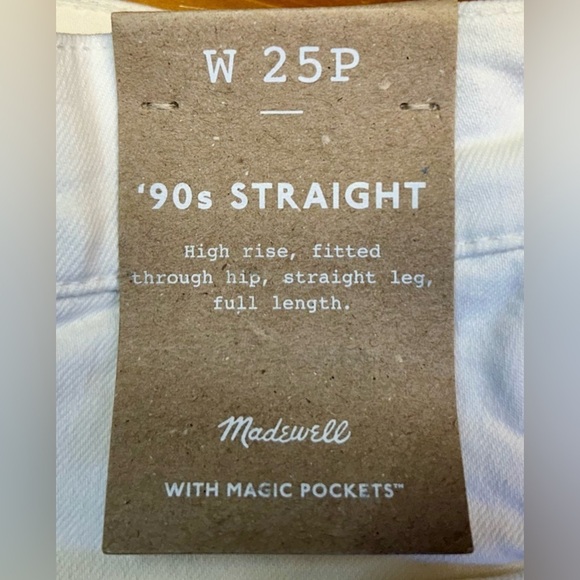 W 25P
‘90s STRAIGHT
High rise, fitted
through hip, straight leg,
full length.
Madewell
WITH MAGIC POCKETS™